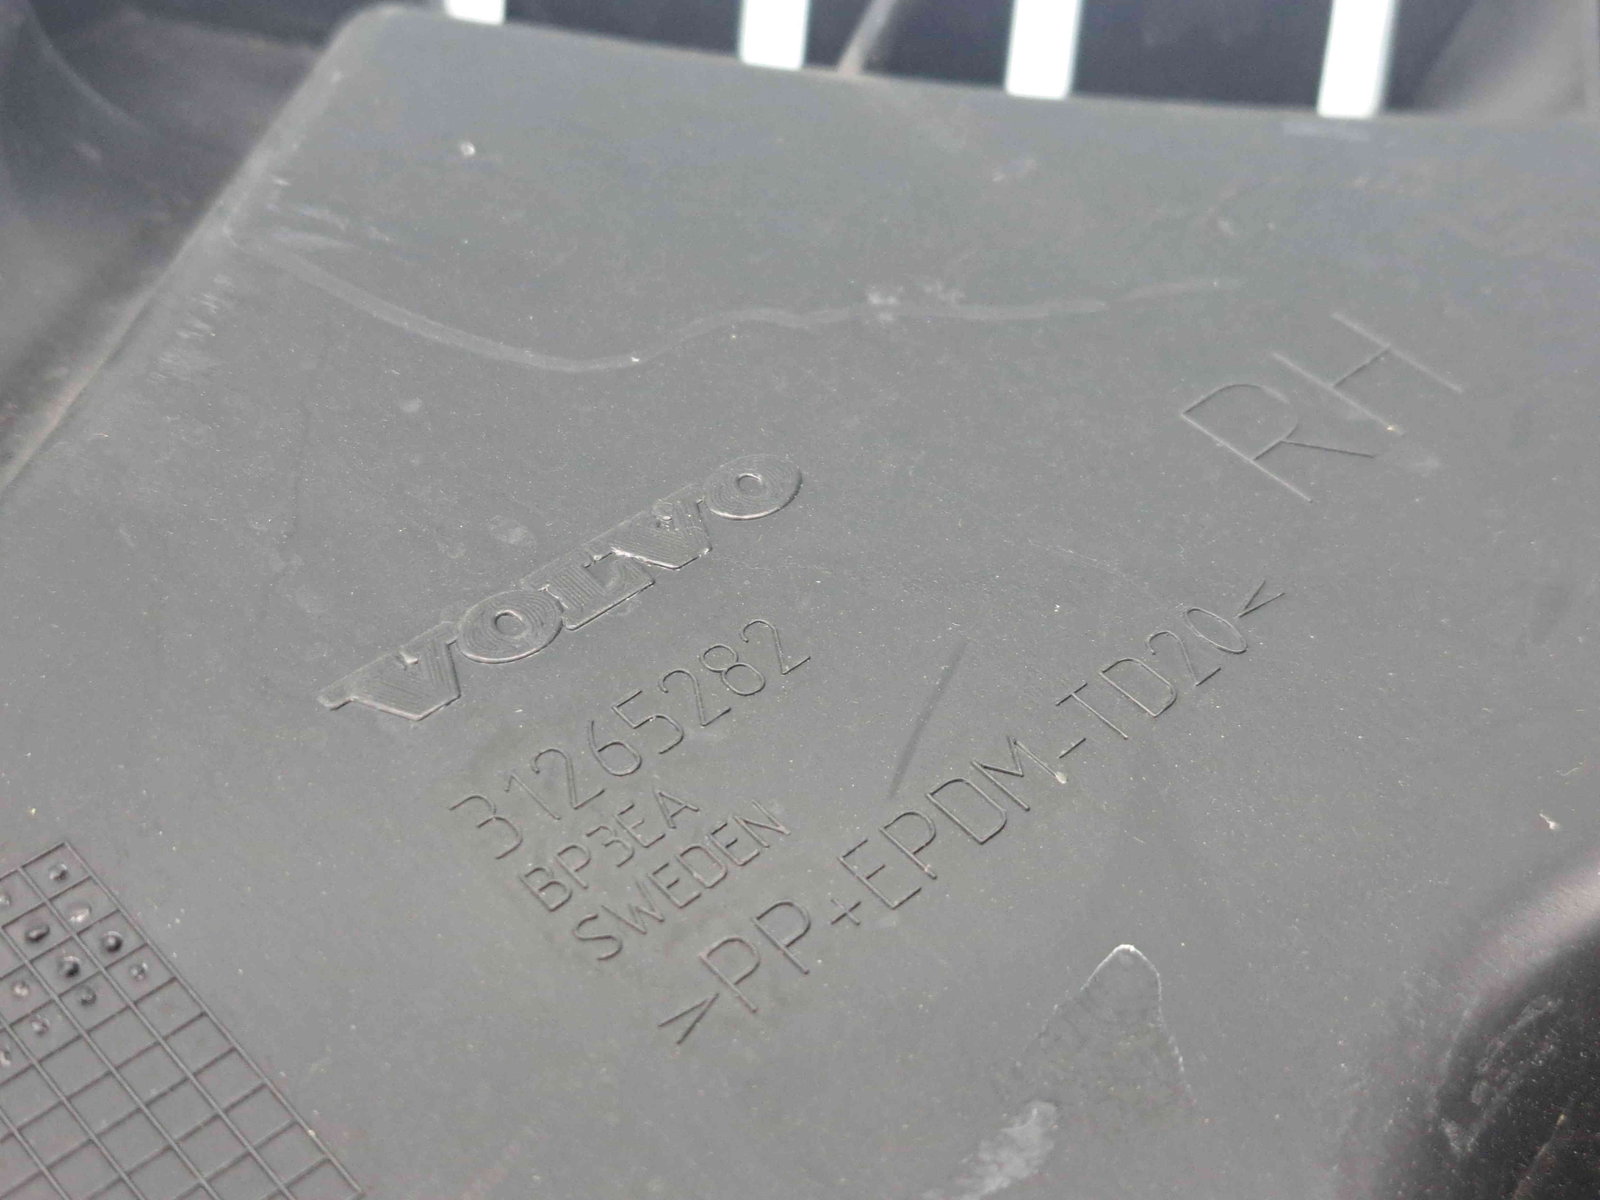 RH
VOLVO
31265282
BP3EA
SWEDEN
>PP+EPDM-TD20<